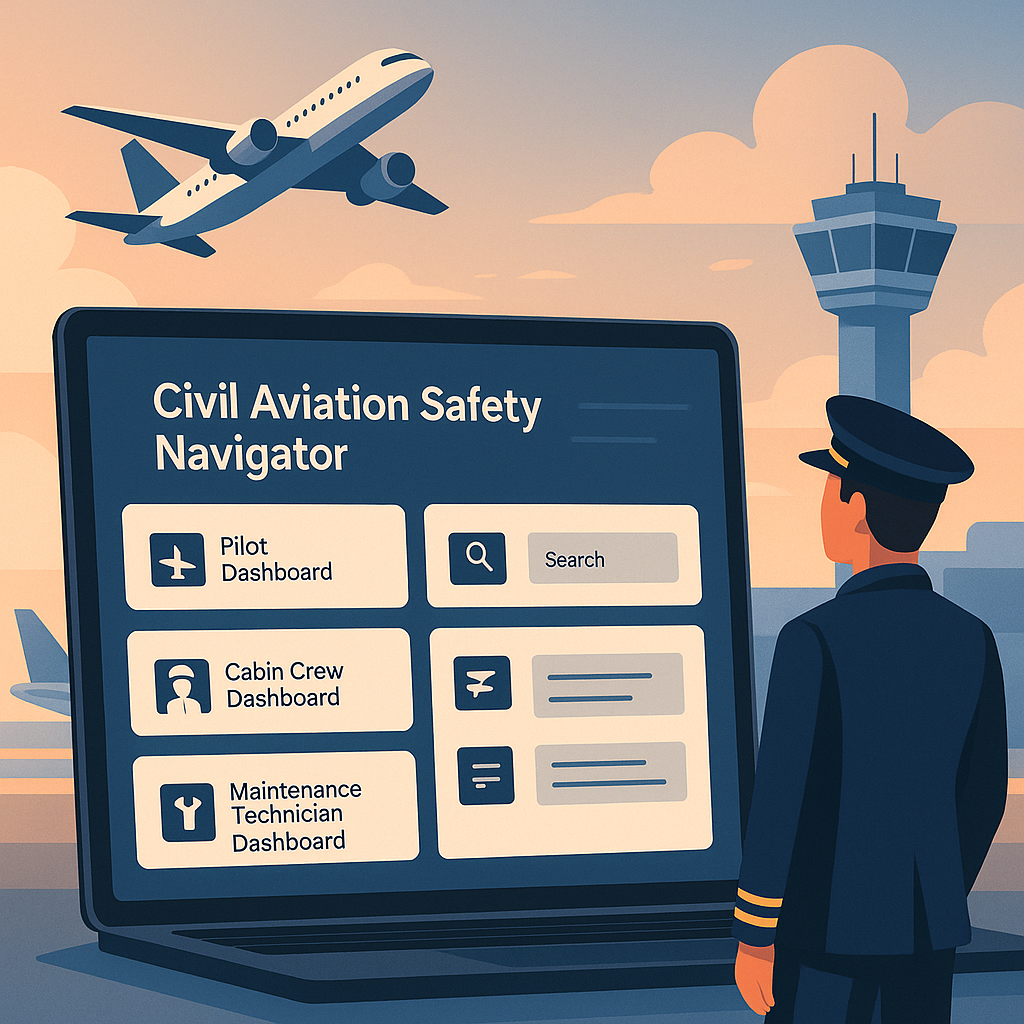 Civil Aviation Safety
Navigator
Pilot
Dashboard
Search
Cabin Crew
Dashboard
Maintenance
Technician
Dashboard